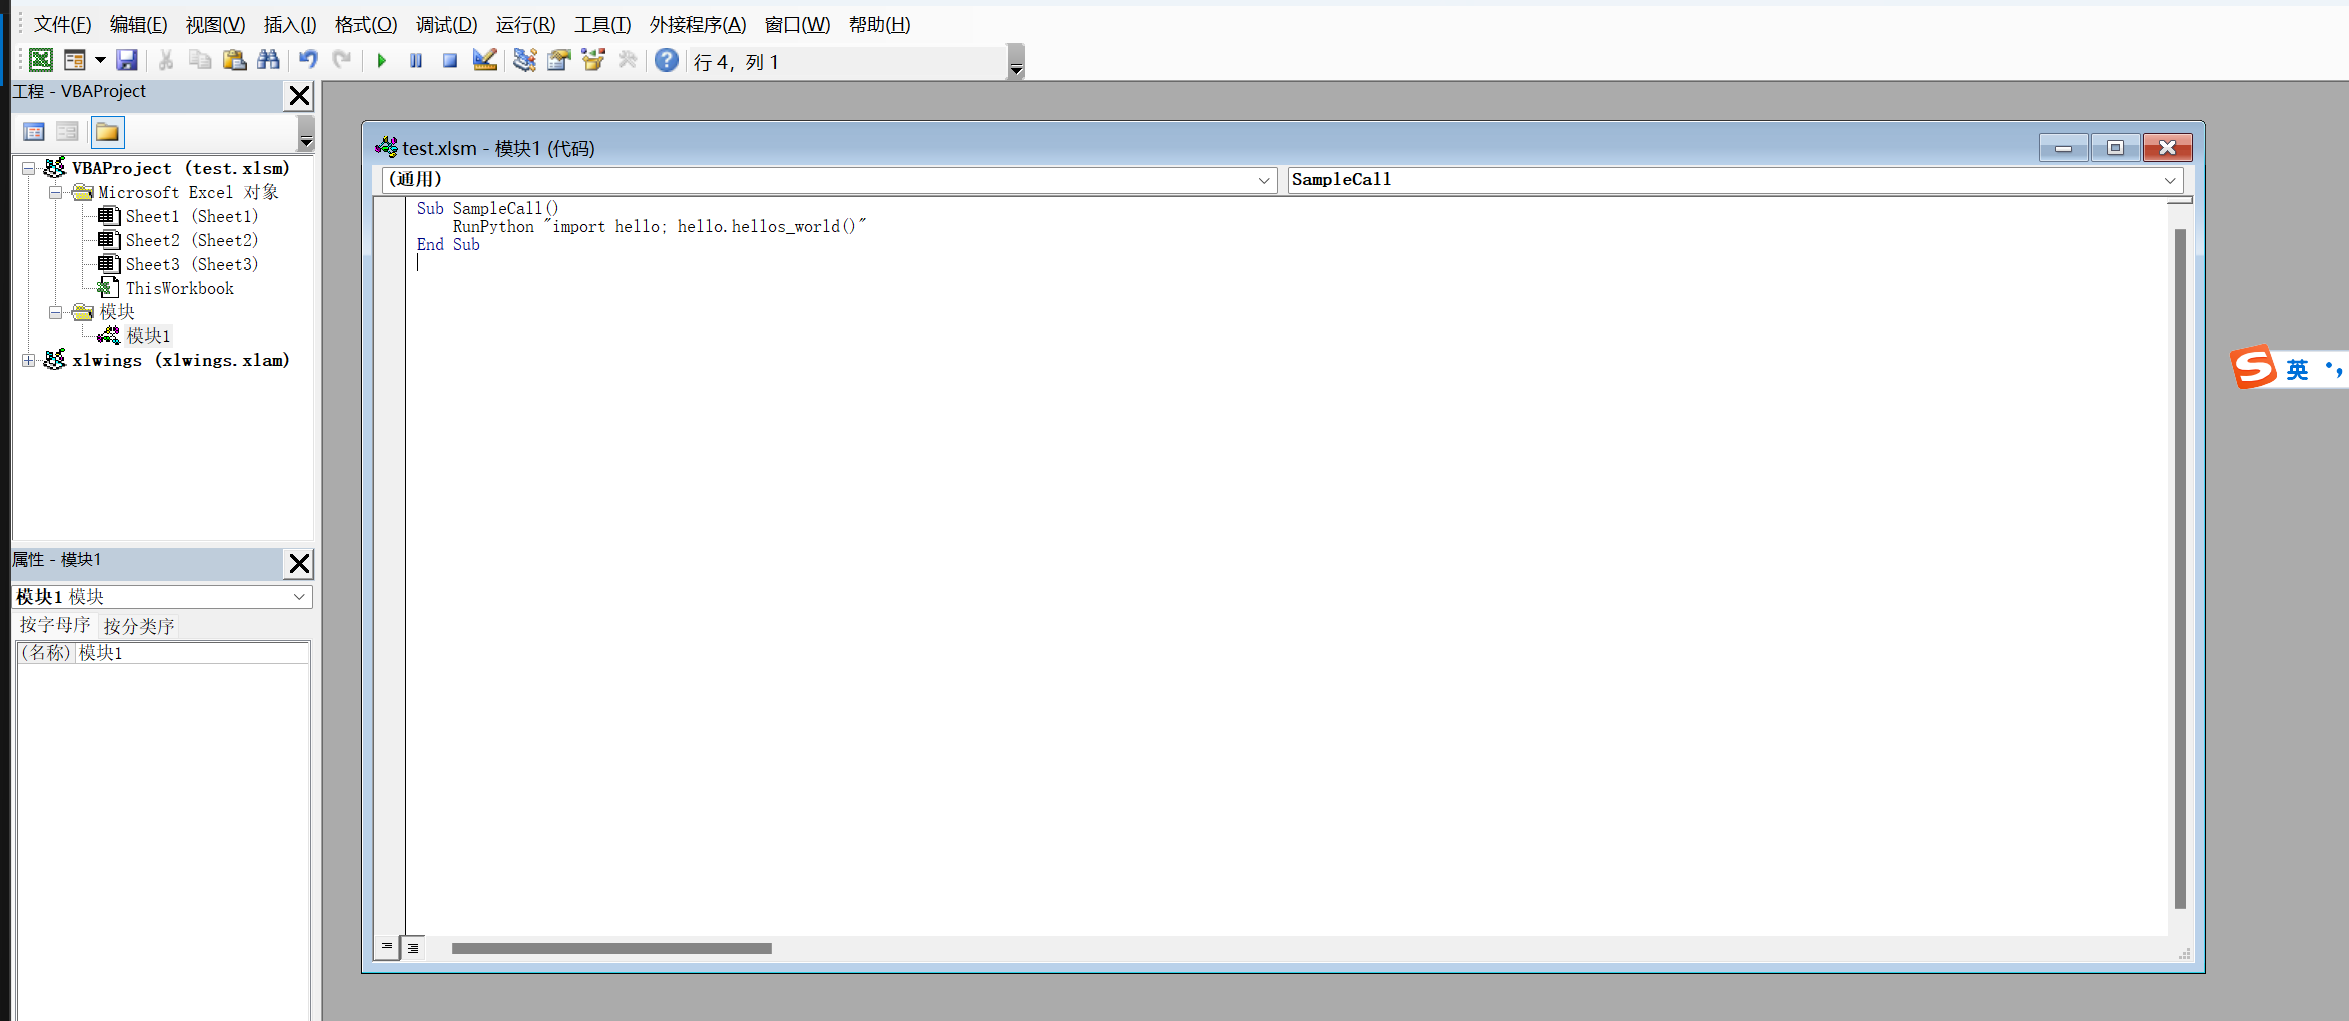 文件(F) 编辑(E) 视图(V) 插入(I) 格式(O) 调试(D) 运行(R) 工具(T) 外接程序(A) 窗口(W) 帮助(H)
行 4，列 1
工程 - VBAProject
VBAProject (test.xlsm)
Microsoft Excel 对象
Sheet1 (Sheet1)
Sheet2 (Sheet2)
Sheet3 (Sheet3)
ThisWorkbook
模块
模块1
xlwings (xlwings.xlam)
属性 - 模块1
模块1 模块
按字母序 按分类序
(名称) 模块1
test.xlsm - 模块1 (代码)
(通用) SampleCall
Sub SampleCall()
RunPython "import hello; hello.hellos_world()"
End Sub
S 英 •,